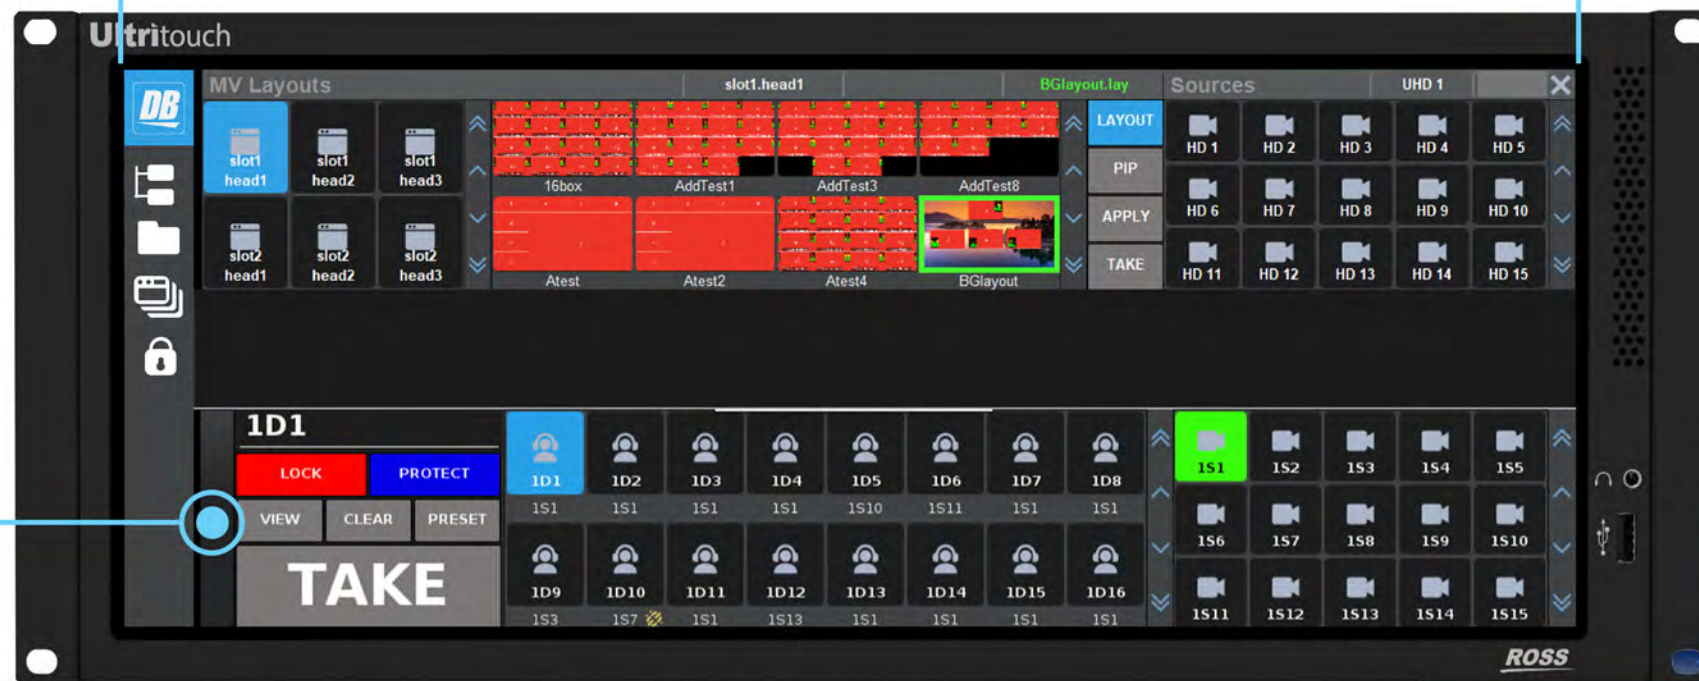 Ultritouch
DB
MV Layouts slot1.head1 BGlayout.lay Sources UHD 1
slot1 head1
slot1 head2
slot1 head3
slot2 head1
slot2 head2
slot2 head3
16box AddTest1 AddTest3 AddTest8
Atest Atest2 Atest4 BGlayout
LAYOUT
PIP
APPLY
TAKE
HD 1 HD 2 HD 3 HD 4 HD 5
HD 6 HD 7 HD 8 HD 9 HD 10
HD 11 HD 12 HD 13 HD 14 HD 15
1D1
LOCK PROTECT
VIEW CLEAR PRESET
TAKE
1D1 1D2 1D3 1D4 1D5 1D6 1D7 1D8
1S1 1S1 1S1 1S1 1S10 1S11 1S1 1S1
1D9 1D10 1D11 1D12 1D13 1D14 1D15 1D16
1S3 1S7 1S1 1S13 1S1 1S1 1S1 1S1
1S1 1S2 1S3 1S4 1S5
1S6 1S7 1S8 1S9 1S10
1S11 1S12 1S13 1S14 1S15
ROSS